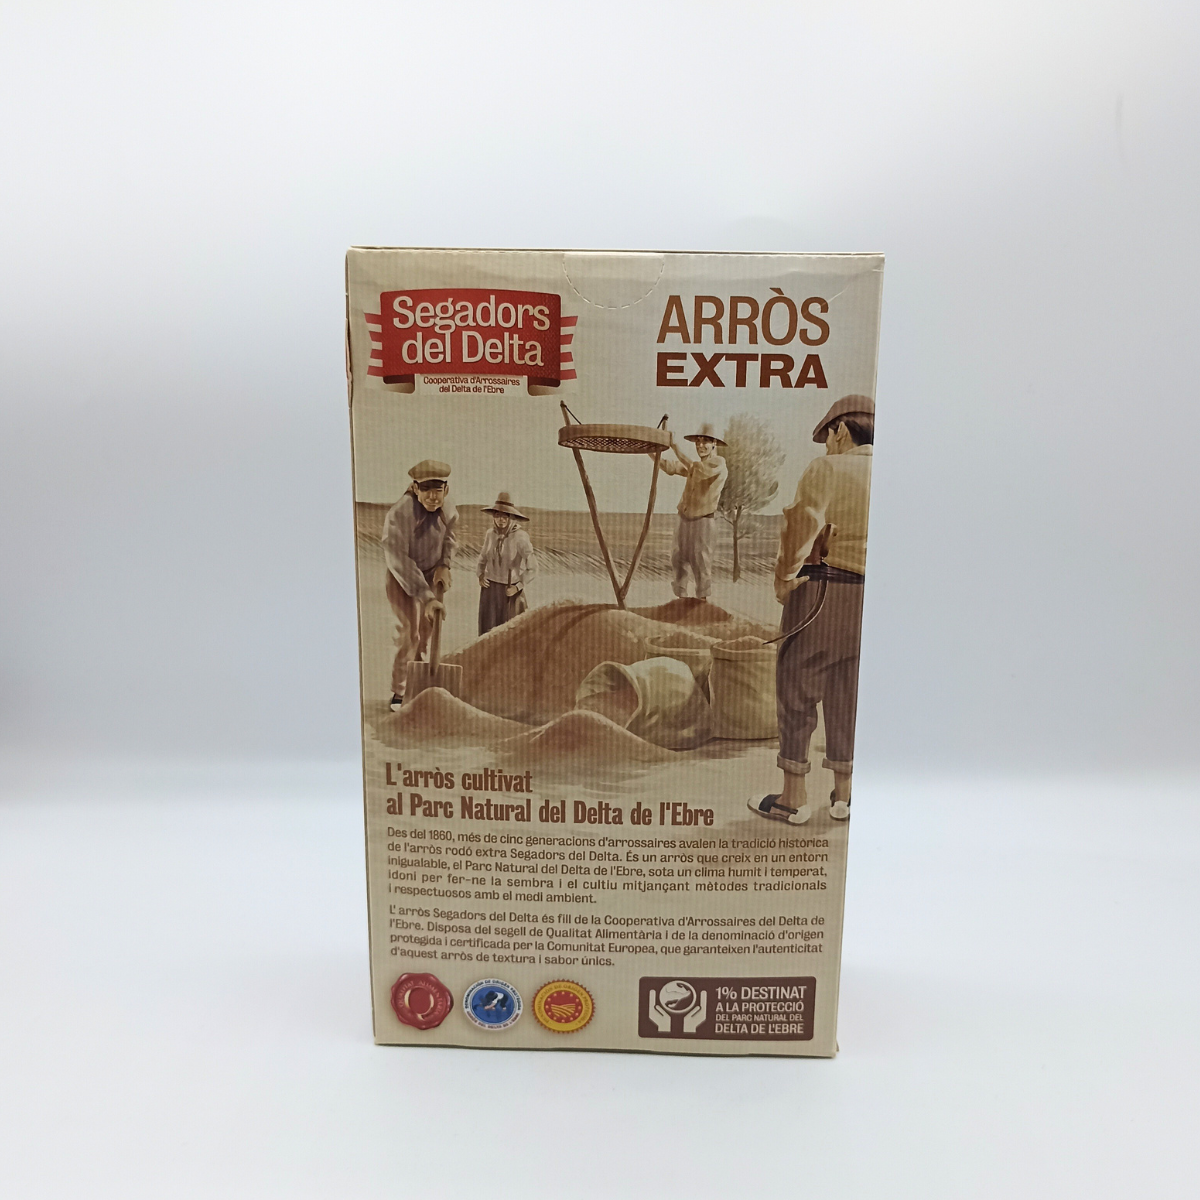 Segadors
del Delta
Cooperativa d'Arrossaires
del Delta de l'Ebre
ARRÒS
EXTRA
L'arròs cultivat
al Parc Natural del Delta de l'Ebre
Des del 1860, més de cinc generacions d'arrossaires avalen la tradició històrica
de l'arròs rodó extra Segadors del Delta. És un arròs que creix en un entorn
inigualable, el Parc Natural del Delta de l'Ebre, sota un clima humit i temperat,
idoni per fer-ne la sembra i el cultiu mitjançant mètodes tradicionals
i respectuosos amb el medi ambient.
L'arròs Segadors del Delta és fill de la Cooperativa d'Arrossaires del Delta de
l'Ebre. Disposa del segell de Qualitat Alimentària i de la denominació d'origen
protegida i certificada per la Comunitat Europea, que garanteixen l'autenticitat
d'aquest arròs de textura i sabor únics.
1% DESTINAT
A LA PROTECCIÓ
DEL PARC NATURAL DEL
DELTA DE L'EBRE